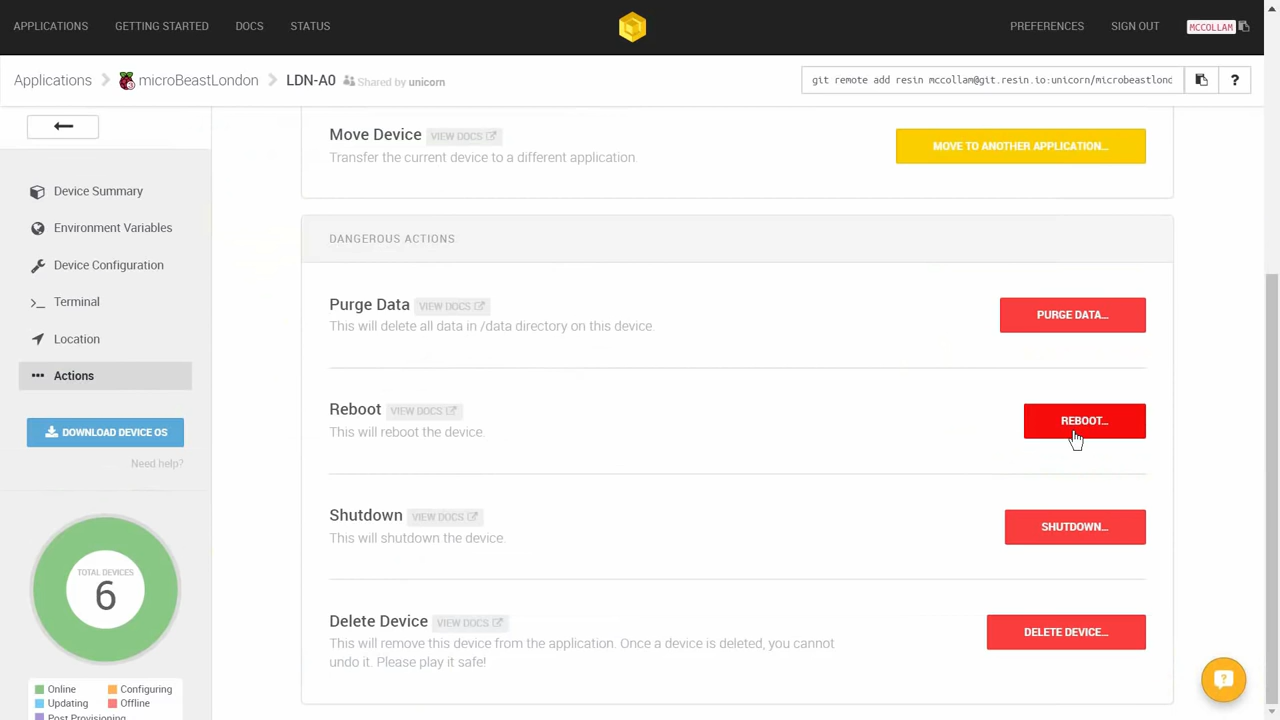 APPLICATIONS GETTING STARTED DOCS STATUS PREFERENCES SIGN OUT MCCOLLAM
Applications microBeastLondon LDN-A0 Shared by unicorn git remote add resin mccollam@git.resin.io:unicorn/microbeastlond ?
Move Device VIEW DOCS
Transfer the current device to a different application
MOVE TO ANOTHER APPLICATION...
Device Summary
Environment Variables
Device Configuration
Terminal
Location
Actions
DOWNLOAD DEVICE OS
Need help?
TOTAL DEVICES
6
Online Configuring
Updating Offline
Post Provisioning
DANGEROUS ACTIONS
Purge Data VIEW DOCS
This will delete all data in /data directory on this device.
PURGE DATA...
Reboot VIEW DOCS
This will reboot the device.
REBOOT...
Shutdown VIEW DOCS
This will shutdown the device.
SHUTDOWN...
Delete Device VIEW DOCS
This will remove this device from the application. Once a device is deleted, you cannot
undo it. Please play it safe!
DELETE DEVICE...
?